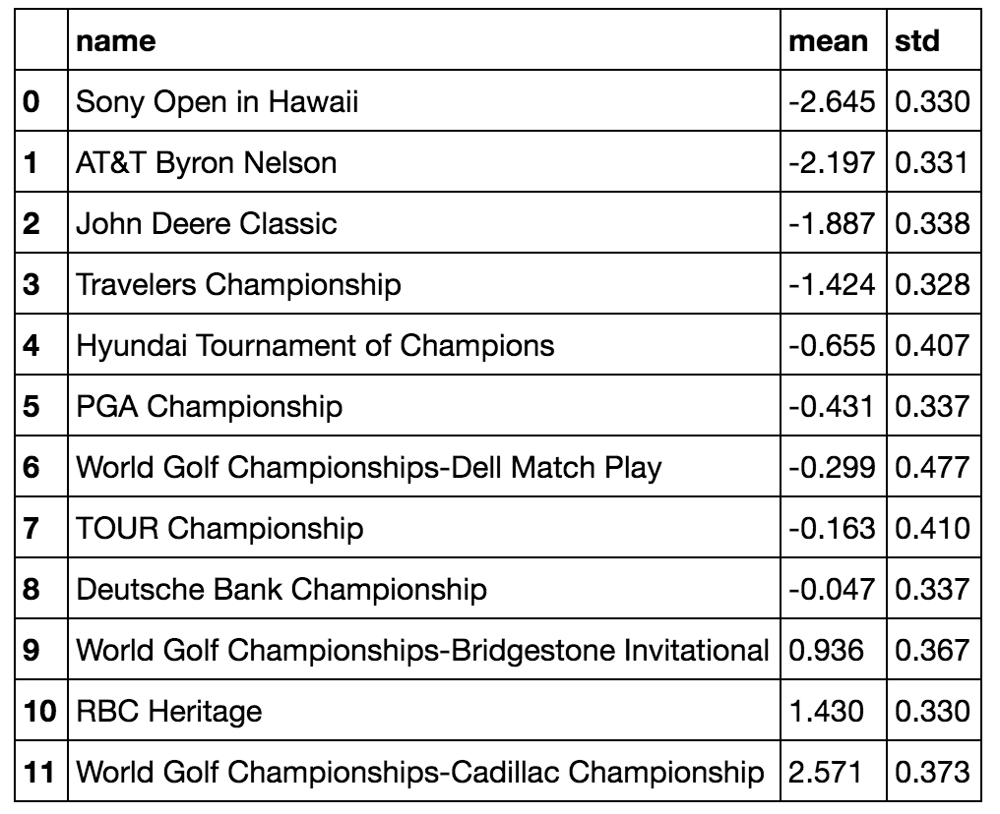 name mean std
0 Sony Open in Hawaii -2.645 0.330
1 AT&T Byron Nelson -2.197 0.331
2 John Deere Classic -1.887 0.338
3 Travelers Championship -1.424 0.328
4 Hyundai Tournament of Champions -0.655 0.407
5 PGA Championship -0.431 0.337
6 World Golf Championships-Dell Match Play -0.299 0.477
7 TOUR Championship -0.163 0.410
8 Deutsche Bank Championship -0.047 0.337
9 World Golf Championships-Bridgestone Invitational 0.936 0.367
10 RBC Heritage 1.430 0.330
11 World Golf Championships-Cadillac Championship 2.571 0.373